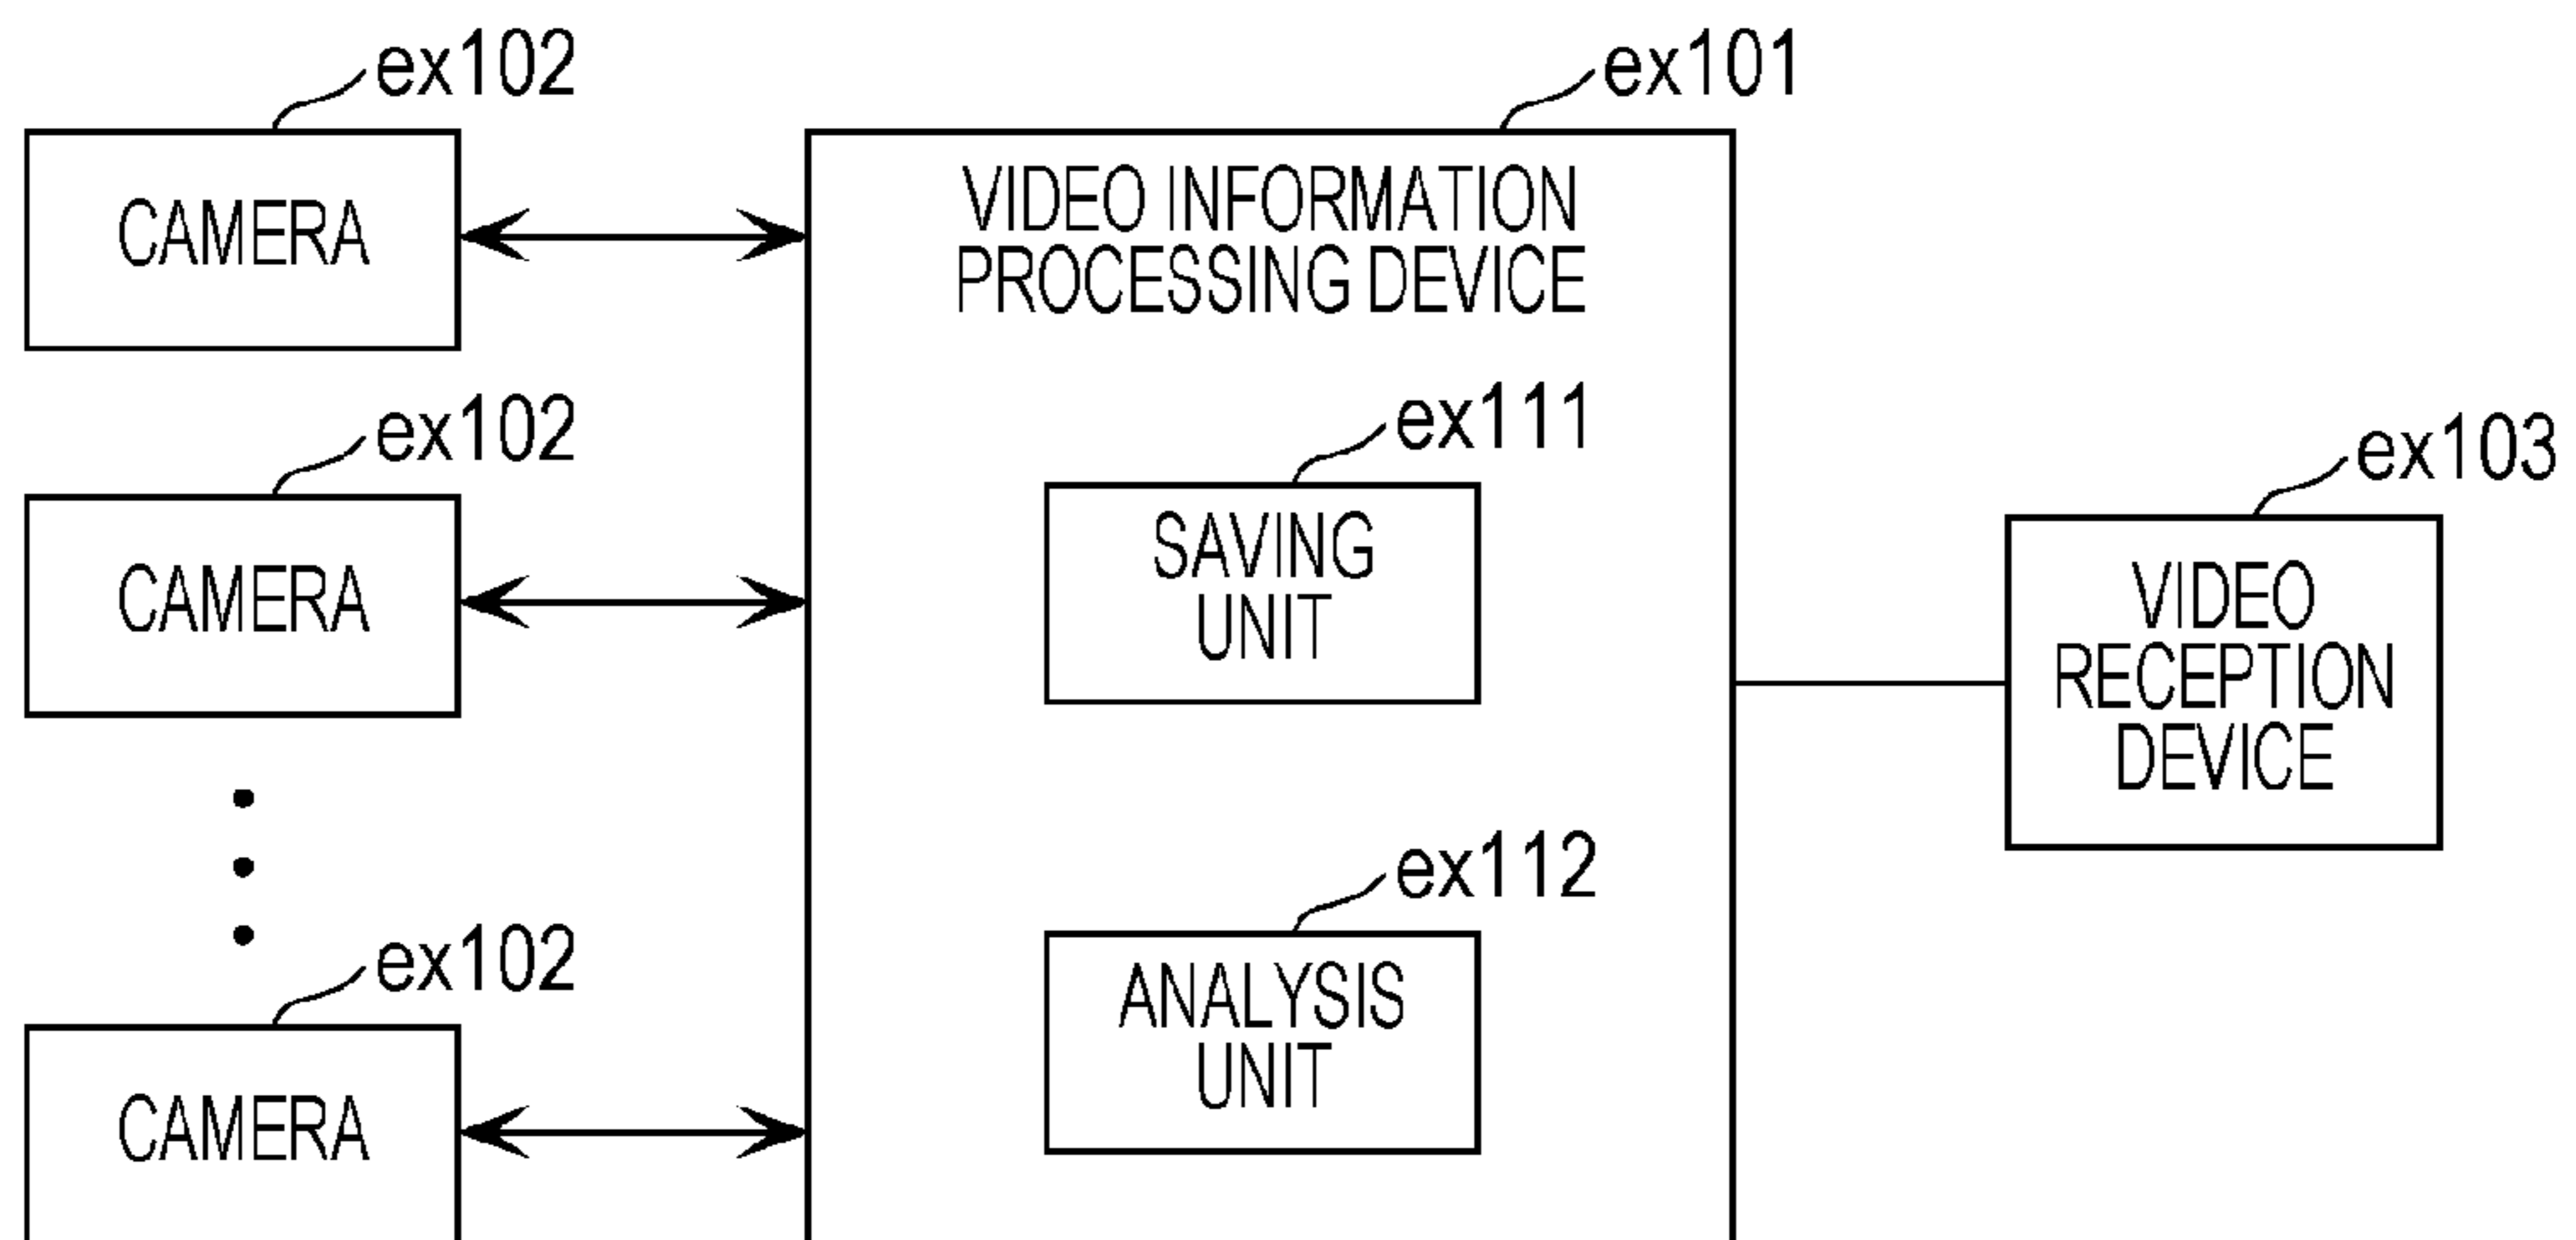 ex102
CAMERA
ex102
CAMERA
ex102
CAMERA
ex101
VIDEO INFORMATION
PROCESSING DEVICE
ex111
SAVING
UNIT
ex112
ANALYSIS
UNIT
ex103
VIDEO
RECEPTION
DEVICE